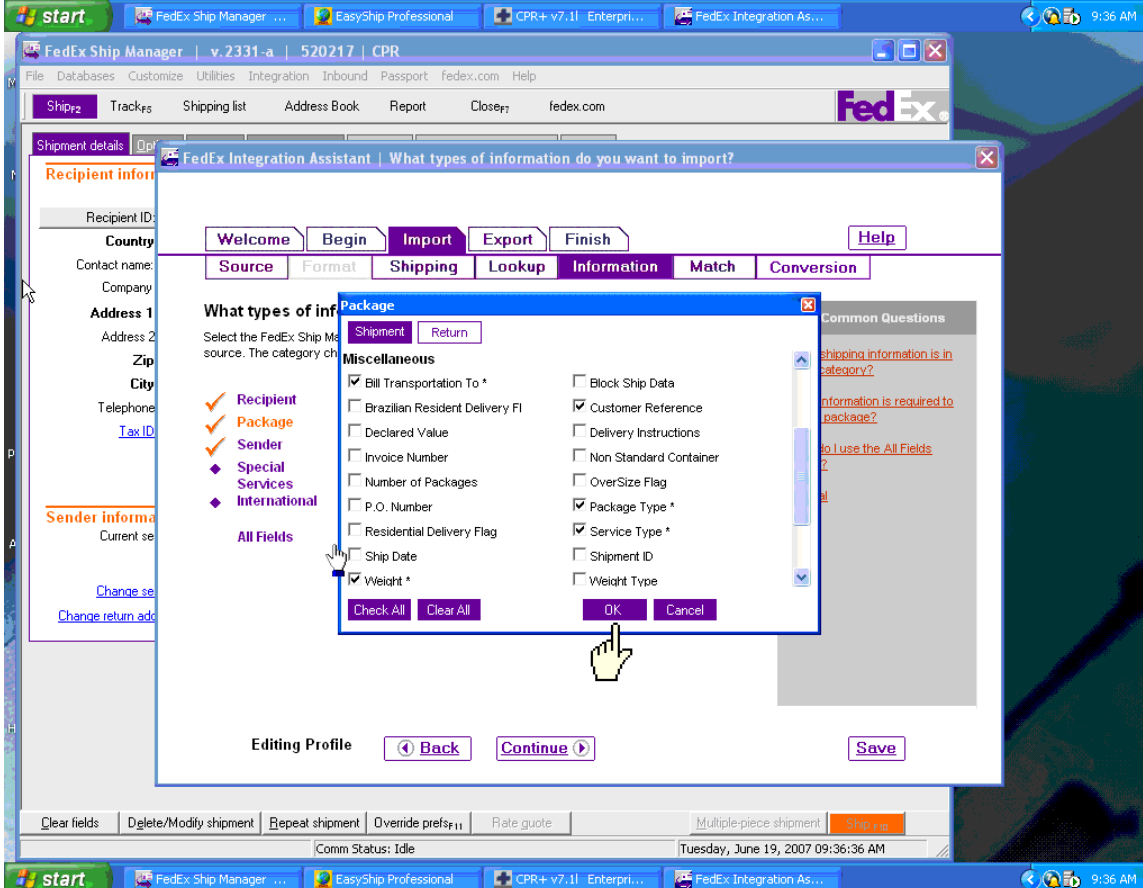 start FedEx Ship Manager ... EasyShip Professional CPR+ v7.1l Enterpri... FedEx Integration As... 9:36 AM
FedEx Ship Manager | v.2331-a | 520217 | CPR
File Databases Customize Utilities Integration Inbound Passport fedex.com Help
ShipF2 TrackF5 Shipping list Address Book Report CloseF7 fedex.com FedEx
Shipment details Opt
FedEx Integration Assistant | What types of information do you want to import?
Recipient inform
Recipient ID:
Country
Contact name:
Company
Address 1
Address 2
Zip
City
Telephone
Tax ID
Sender informa
Current se
Change se
Change return add
Welcome Begin Import Export Finish Help
Source Format Shipping Lookup Information Match Conversion
What types of inf
Select the FedEx Ship Ma
source. The category ch
Recipient
Package
Sender
Special
Services
International
All Fields
Package
Shipment Return
Miscellaneous
Bill Transportation To * Block Ship Data
Brazilian Resident Delivery Fl Customer Reference
Declared Value Delivery Instructions
Invoice Number Non Standard Container
Number of Packages OverSize Flag
P.O. Number Package Type *
Residential Delivery Flag Service Type *
Ship Date Shipment ID
Weight * Weight Type
Check All Clear All OK Cancel
Common Questions
shipping information is in
category?
nformation is required to
package?
do I use the All Fields
?
al
Editing Profile Back Continue Save
Clear fields Delete/Modify shipment Repeat shipment Override prefsF11 Rate quote Multiple-piece shipment Ship F10
Comm Status: Idle Tuesday, June 19, 2007 09:36:36 AM
start FedEx Ship Manager ... EasyShip Professional CPR+ v7.1l Enterpri... FedEx Integration As... 9:36 AM